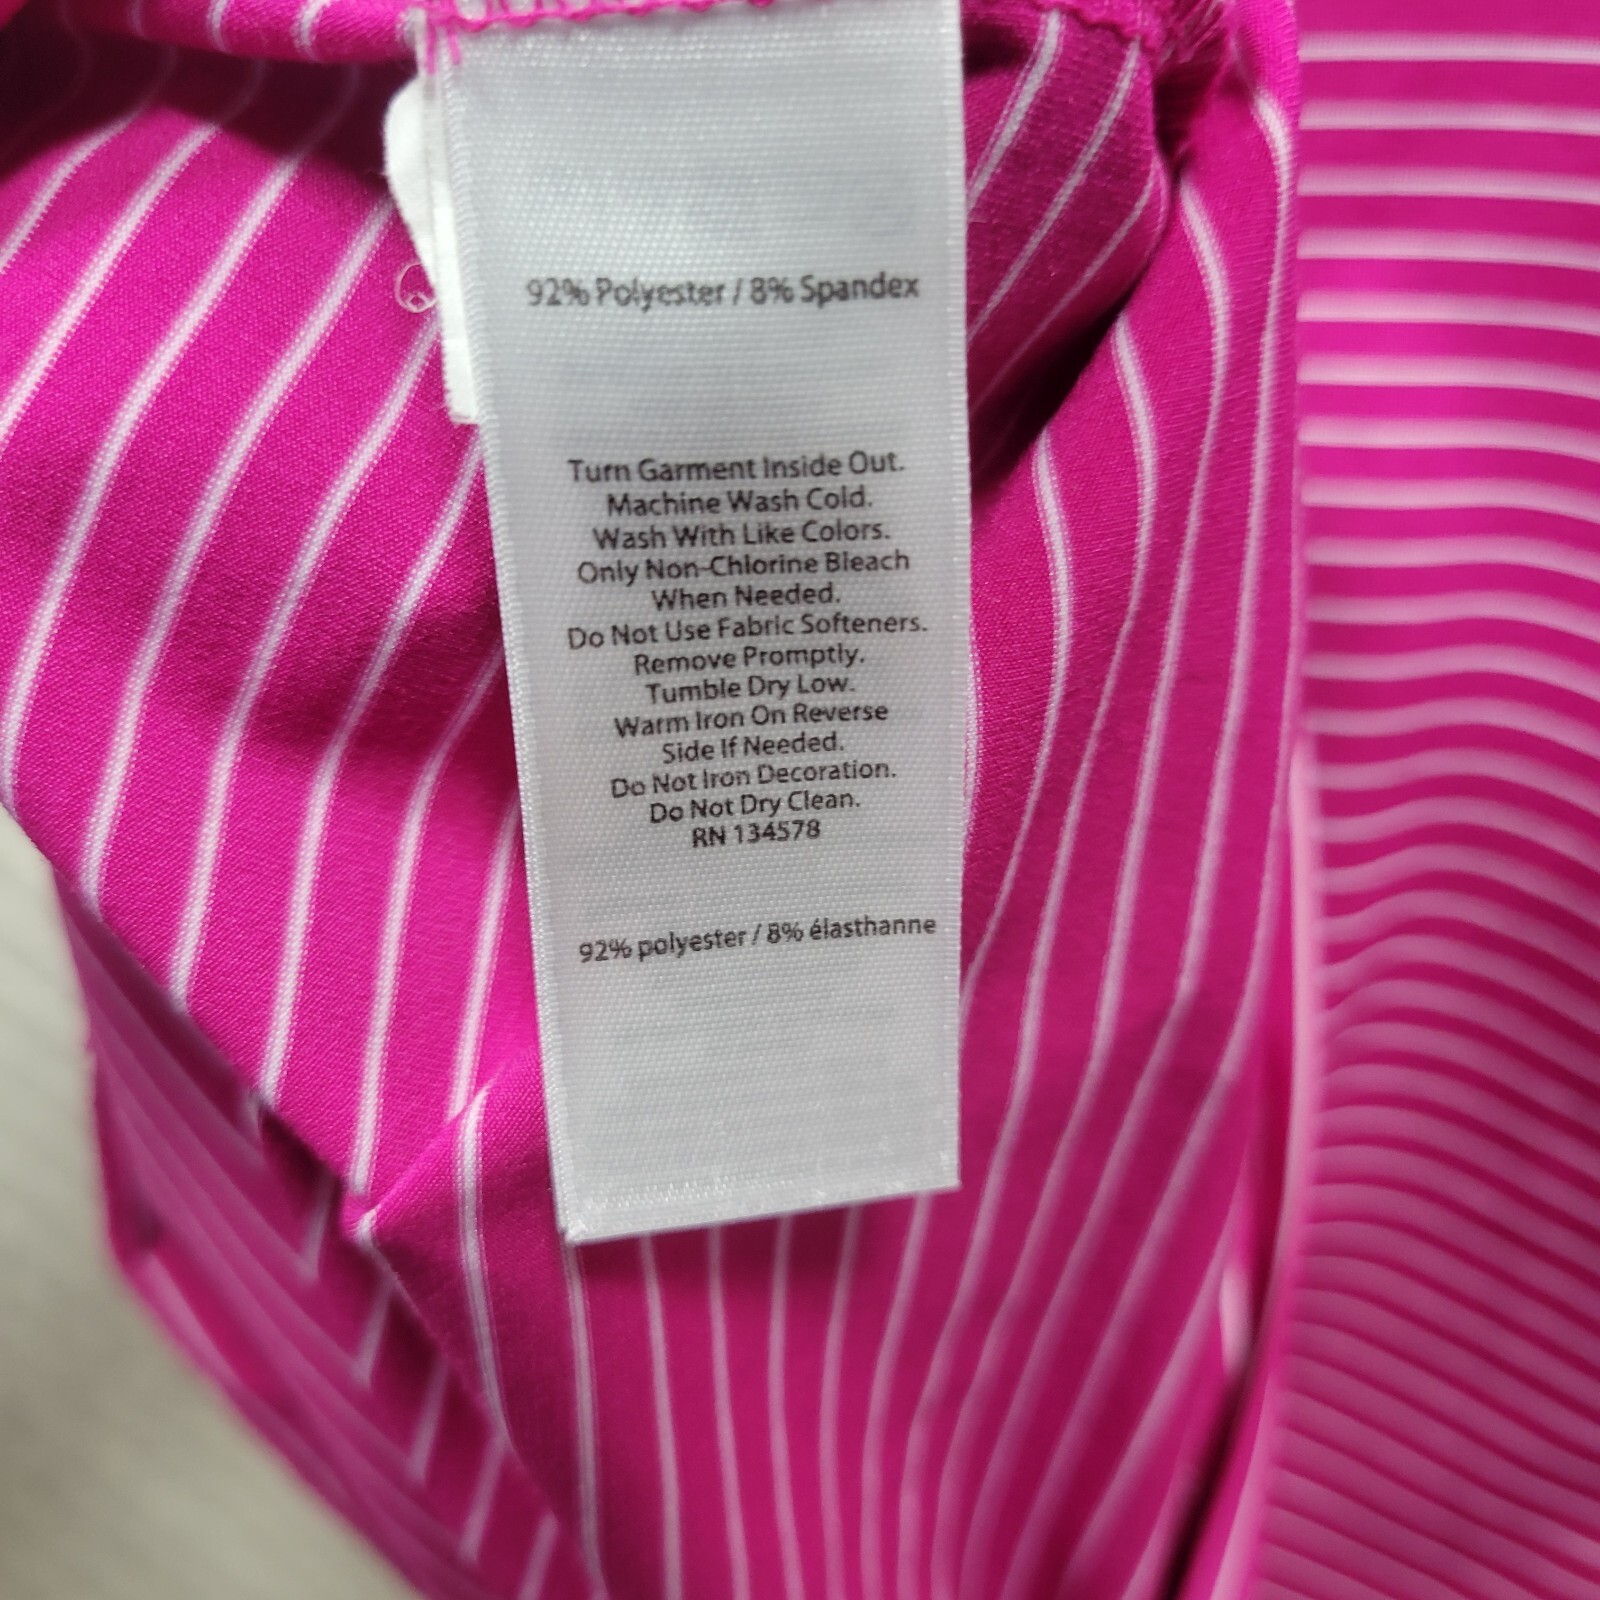 92% Polyester / 8% Spandex
Turn Garment Inside Out.
Machine Wash Cold.
Wash With Like Colors.
Only Non-Chlorine Bleach
When Needed.
Do Not Use Fabric Softeners.
Remove Promptly.
Tumble Dry Low.
Warm Iron On Reverse
Side If Needed.
Do Not Iron Decoration.
Do Not Dry Clean.
RN 134578
92% polyester / 8% élasthanne